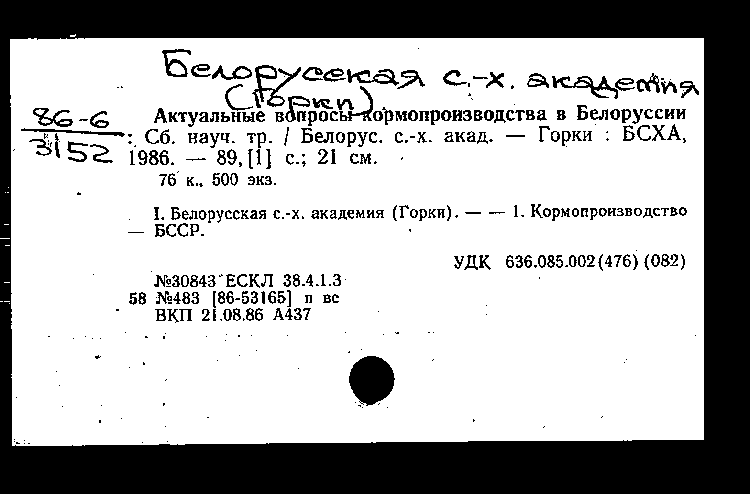 Белорусская с.-х. академия
(Горки)
86-6
3152
Актуальные вопросы кормопроизводства в Белоруссии
: Сб. науч. тр. / Белорус. с.-х. акад. — Горки : БСХА,
1986. — 89, [1] с.; 21 см.
76 к., 500 экз.
I. Белорусская с.-х. академия (Горки). — — 1. Кормопроизводство
— БССР.
УДК 636.085.002(476)(082)
№30843 ЕСКЛ 38.4.1.3
58 №483 [86-53165] п вс
ВКП 21.08.86 А437